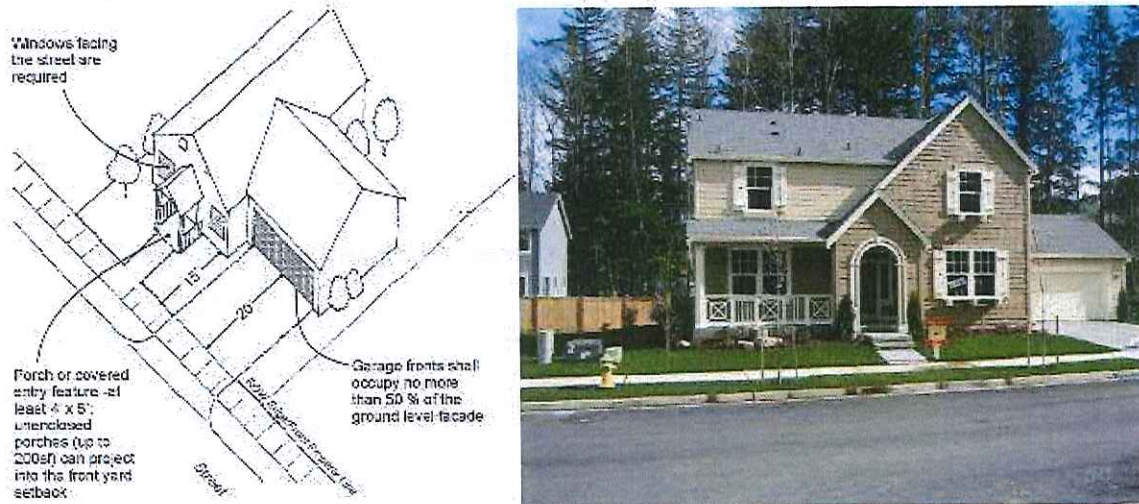 Windows facing
the street are
required
15'
20'
Porch or covered
entry feature -at
least 4' x 5';
unenclosed
porches (up to
200sf) can project
into the front yard
setback
Garage fronts shall
occupy no more
than 50 % of the
ground level facade
Street